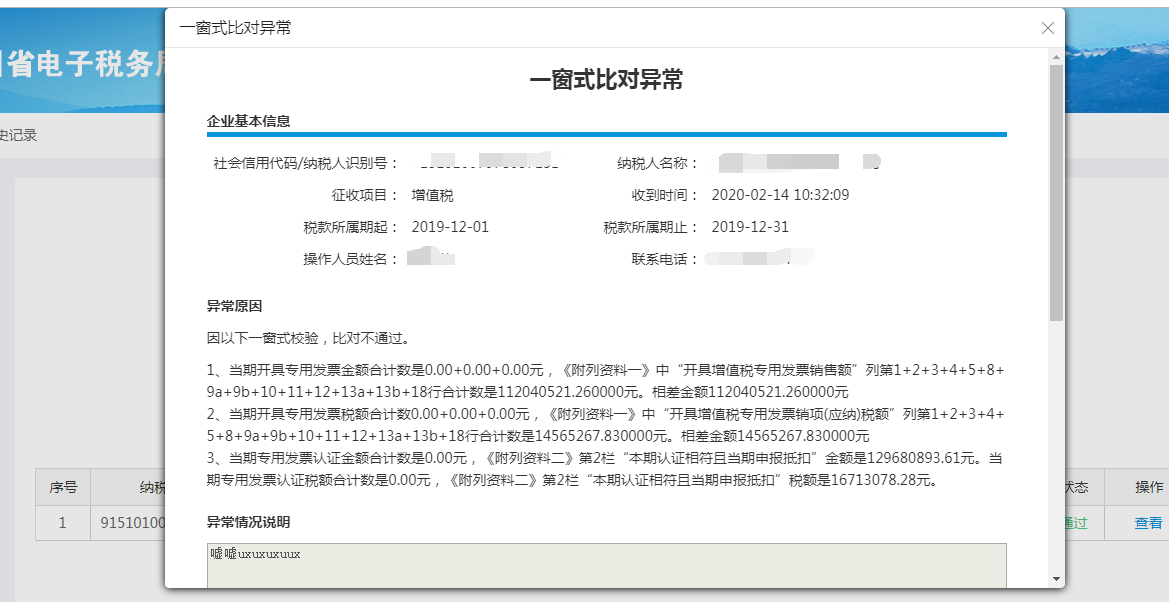 一窗式比对异常
省电子税务局
史记录
一窗式比对异常
企业基本信息
社会信用代码/纳税人识别号：
纳税人名称：
征收项目： 增值税
收到时间： 2020-02-14 10:32:09
税款所属期起： 2019-12-01
税款所属期止： 2019-12-31
操作人员姓名：
联系电话：
异常原因
因以下一窗式校验，比对不通过。
1、当期开具专用发票金额合计数是0.00+0.00+0.00元，《附列资料一》中“开具增值税专用发票销售额”列第1+2+3+4+5+8+
9a+9b+10+11+12+13a+13b+18行合计数是112040521.260000元。相差金额112040521.260000元
2、当期开具专用发票税额合计数0.00+0.00+0.00元，《附列资料一》中“开具增值税专用发票销项(应纳)税额”列第1+2+3+4+
5+8+9a+9b+10+11+12+13a+13b+18行合计数是14565267.830000元。相差金额14565267.830000元
3、当期专用发票认证金额合计数是0.00元，《附列资料二》第2栏“本期认证相符且当期申报抵扣”金额是129680893.61元。当
期专用发票认证税额合计数是0.00元，《附列资料二》第2栏“本期认证相符且当期申报抵扣”税额是16713078.28元。
异常情况说明
嘘嘘uxuxuxuux
序号 纳税 状态 操作
1 91510100 通过 查看